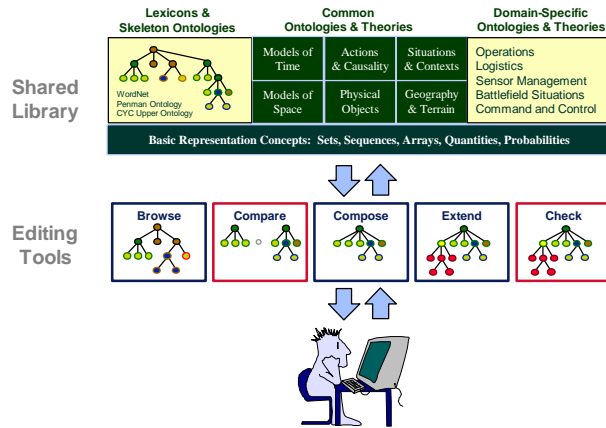 Lexicons &
Skeleton Ontologies
Common
Ontologies & Theories
Domain-Specific
Ontologies & Theories
Shared
Library
WordNet
Penman Ontology
CYC Upper Ontology
Models of
Time
Actions
& Causality
Situations
& Contexts
Models of
Space
Physical
Objects
Geography
& Terrain
Operations
Logistics
Sensor Management
Battlefield Situations
Command and Control
Basic Representation Concepts: Sets, Sequences, Arrays, Quantities, Probabilities
Editing
Tools
Browse
Compare
Compose
Extend
Check